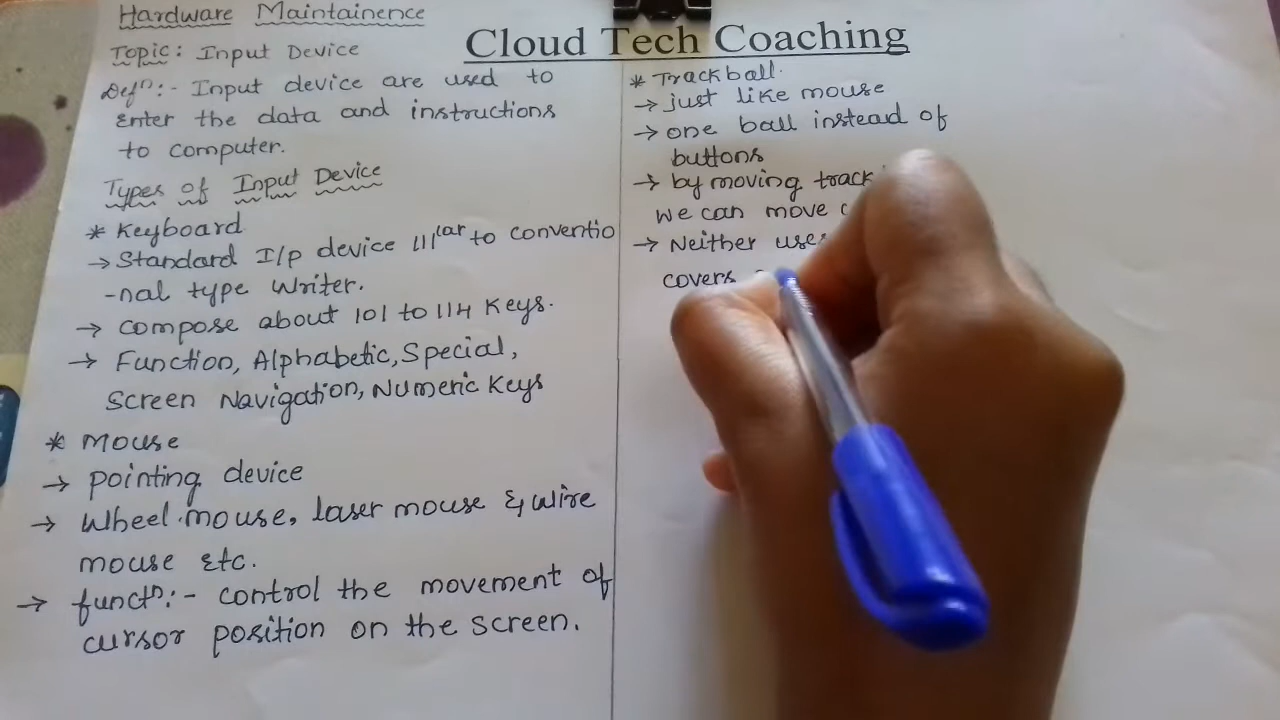 Hardware Maintainence
Cloud Tech Coaching
Topic: Input Device
Defn:- Input device are used to
Enter the data and instructions
to computer.
Types of Input Device
* Keyboard
→ Standard I/p device llllar to conventio
-nal type writer.
→ compose about 101 to 114 Keys.
→ Function, Alphabetic, Special,
Screen Navigation, Numeric Keys
* Mouse
→ pointing device
→ Wheel mouse, laser mouse & wire
mouse etc.
→ functn:- control the movement of
cursor position on the screen.
* Trackball
→ just like mouse
→ one ball instead of
buttons
→ by moving track
we can move
→ Neither
covers